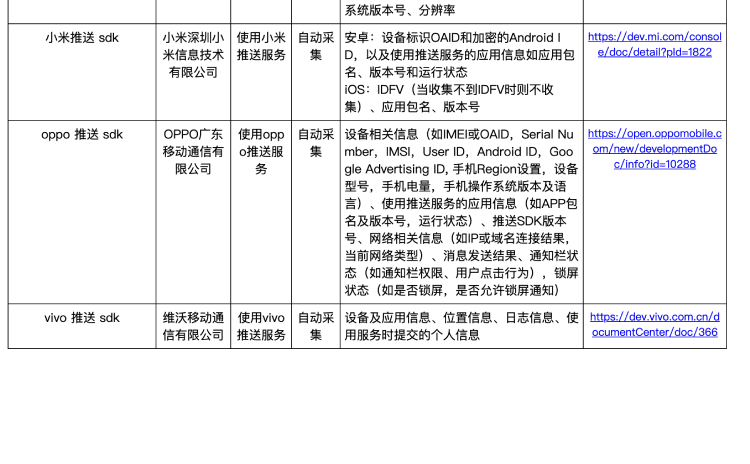 系统版本号、分辨率
小米推送 sdk
小米深圳小
米信息技术
有限公司
使用小米
推送服务
自动采
集
安卓：设备标识OAID和加密的Android I
D，以及使用推送服务的应用信息如应用包
名、版本号和运行状态
iOS：IDFV（当收集不到IDFV时则不收
集）、应用包名、版本号
https://dev.mi.com/consol
e/doc/detail?pId=1822
oppo 推送 sdk
OPPO广东
移动通信有
限公司
使用opp
o推送服
务
自动采
集
设备相关信息（如IMEI或OAID，Serial Nu
mber，IMSI，User ID，Android ID，Goo
gle Advertising ID, 手机Region设置，设备
型号，手机电量，手机操作系统版本及语
言）、使用推送服务的应用信息（如APP包
名及版本号，运行状态）、推送SDK版本
号、网络相关信息（如IP或域名连接结果，
当前网络类型）、消息发送结果、通知栏状
态（如通知栏权限、用户点击行为），锁屏
状态（如是否锁屏，是否允许锁屏通知）
https://open.oppomobile.c
om/new/developmentDo
c/info?id=10288
vivo 推送 sdk
维沃移动通
信有限公司
使用vivo
推送服务
自动采
集
设备及应用信息、位置信息、日志信息、使
用服务时提交的个人信息
https://dev.vivo.com.cn/d
ocumentCenter/doc/366